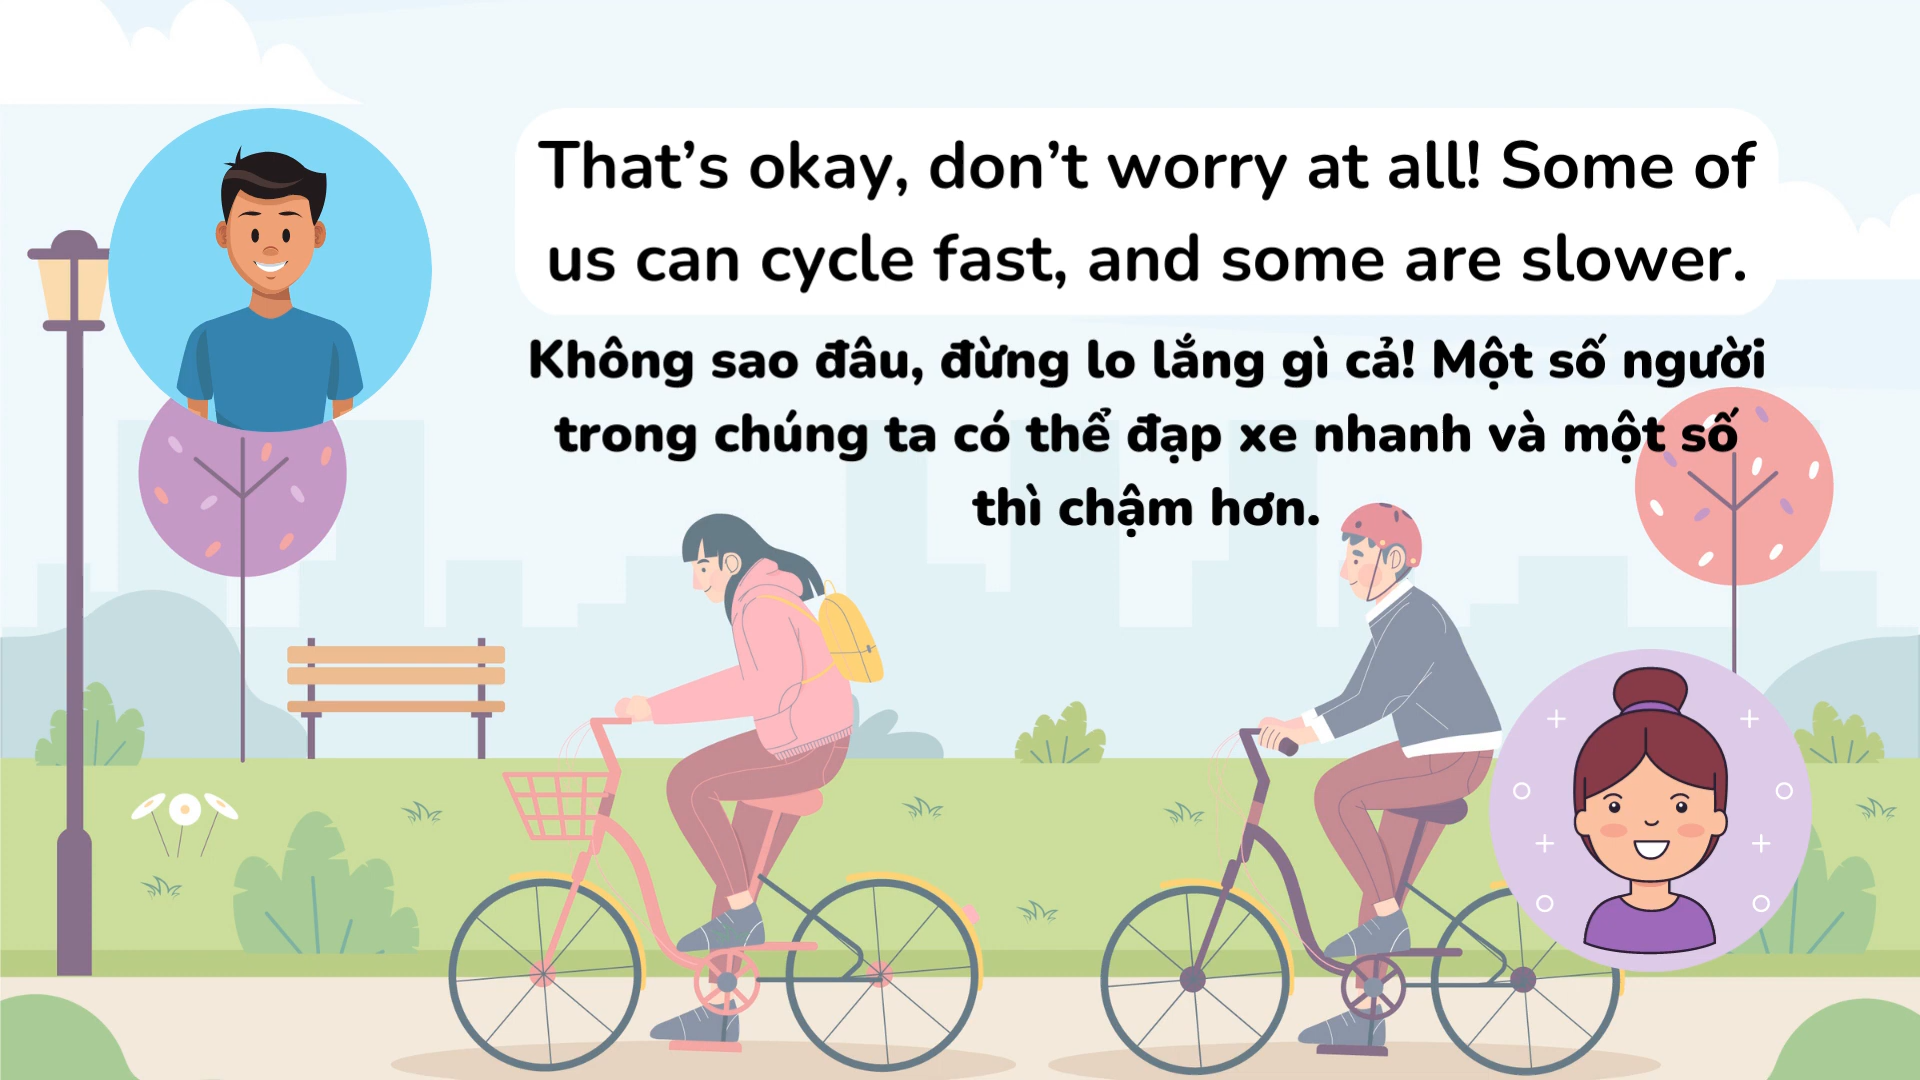 That’s okay, don’t worry at all! Some of
us can cycle fast, and some are slower.
Không sao đâu, đừng lo lắng gì cả! Một số người
trong chúng ta có thể đạp xe nhanh và một số
thì chậm hơn.